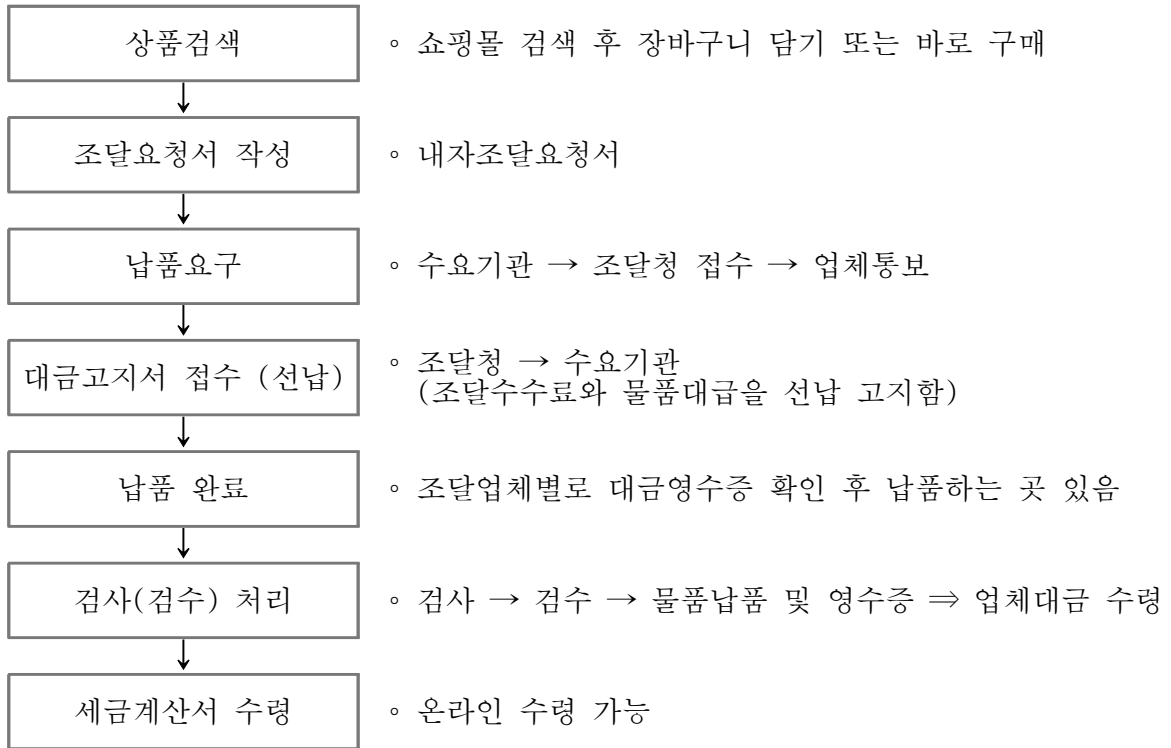 상품검색
◦ 쇼핑몰 검색 후 장바구니 담기 또는 바로 구매
조달요청서 작성
◦ 내자조달요청서
납품요구
◦ 수요기관 → 조달청 접수 → 업체통보
대금고지서 접수 (선납)
◦ 조달청 → 수요기관
(조달수수료와 물품대급을 선납 고지함)
납품 완료
◦ 조달업체별로 대금영수증 확인 후 납품하는 곳 있음
검사(검수) 처리
◦ 검사 → 검수 → 물품납품 및 영수증 ⇒ 업체대금 수령
세금계산서 수령
◦ 온라인 수령 가능